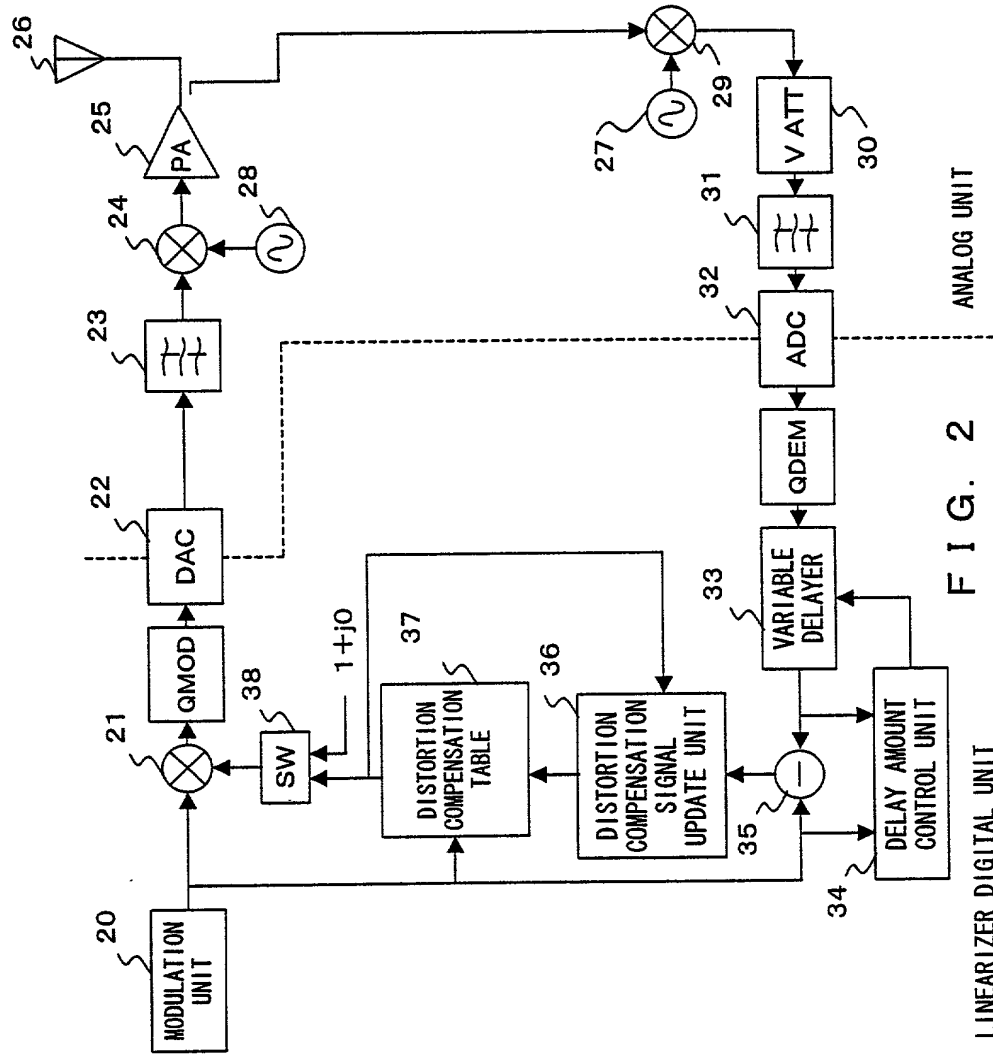 20
MODULATION
UNIT
21
QMOD
22
DAC
23
24
28
25
PA
26
38
SW
1+j0
37
DISTORTION
COMPENSATION
TABLE
36
DISTORTION
COMPENSATION
SIGNAL
UPDATE UNIT
35
−
34
DELAY AMOUNT
CONTROL UNIT
33
VARIABLE
DELAYER
QDEM
32
ADC
31
30
V ATT
29
27
LINEARIZER DIGITAL UNIT
ANALOG UNIT
FIG. 2